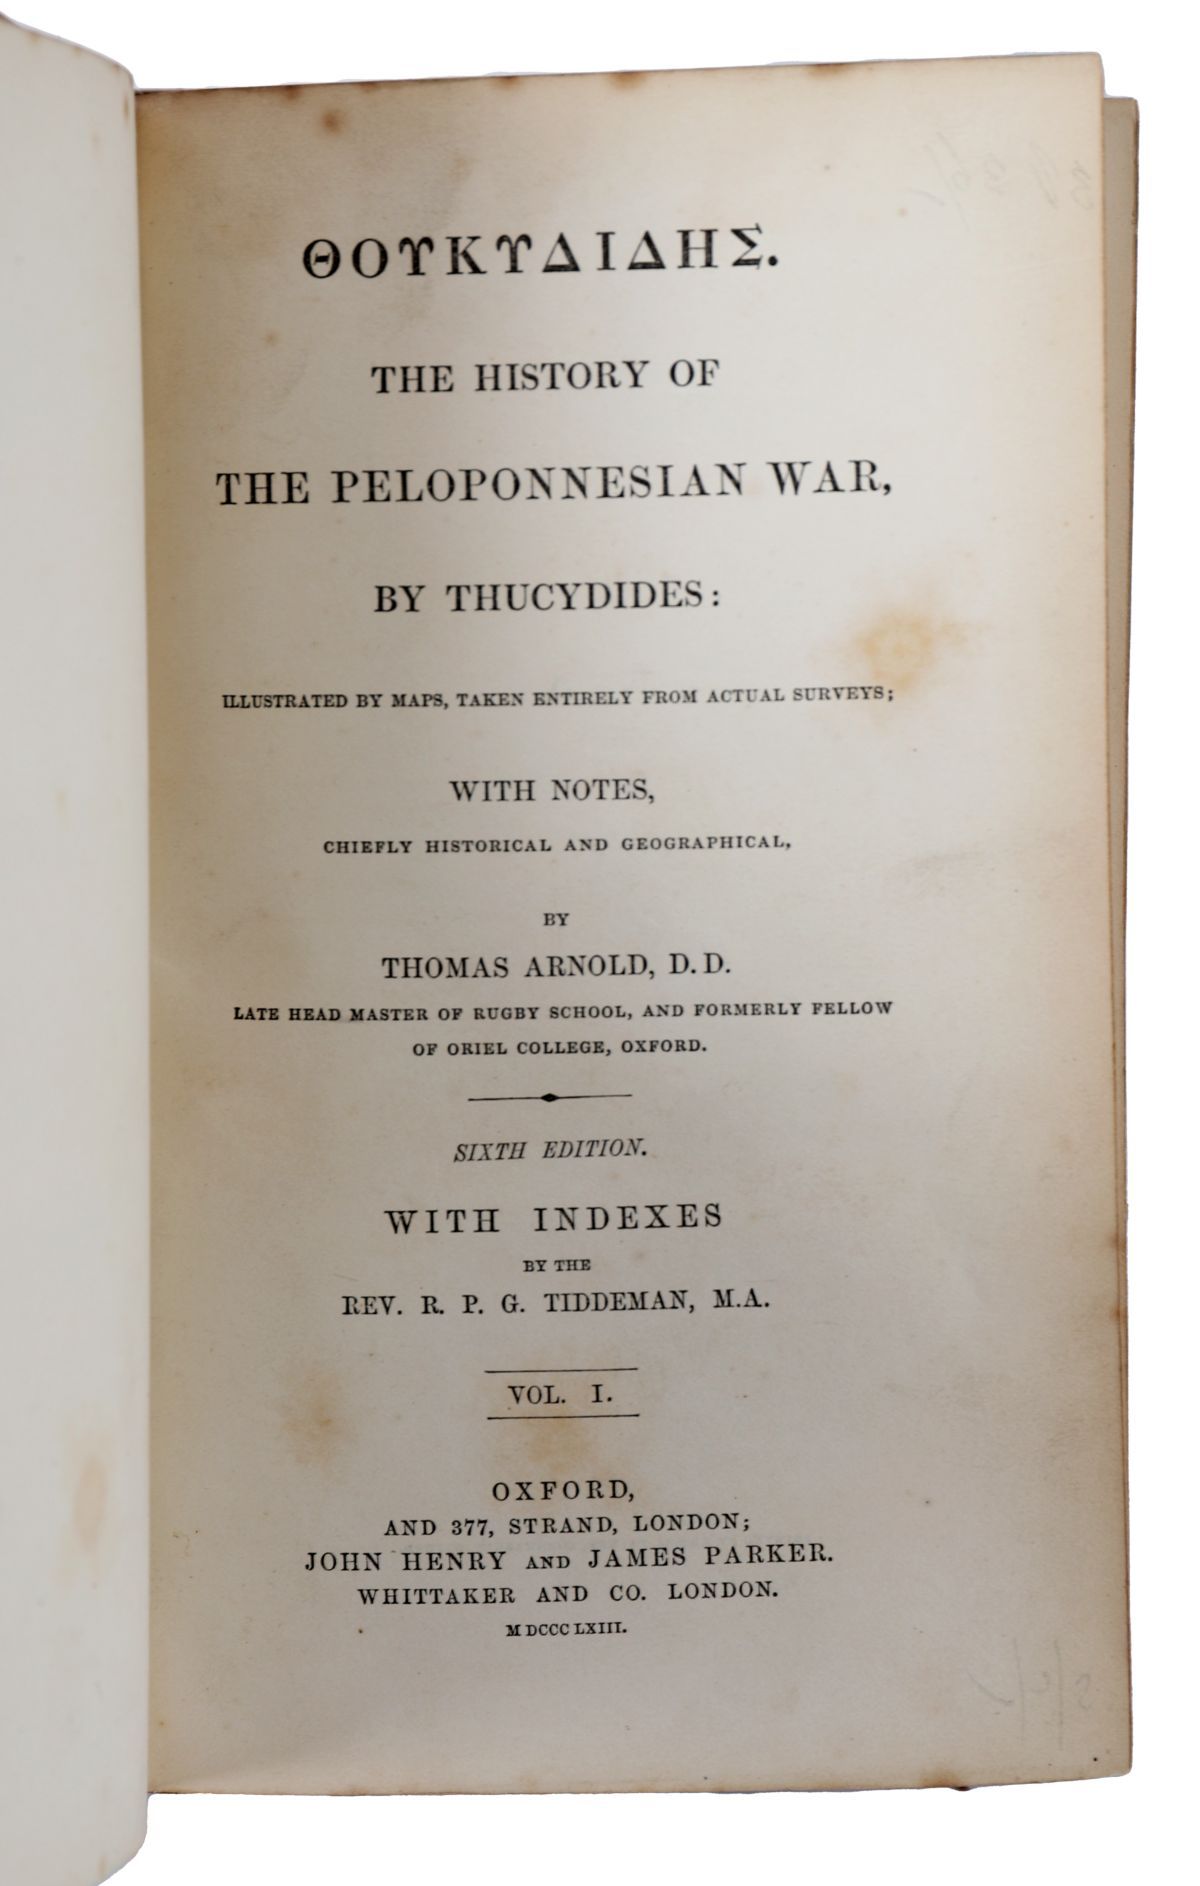 ΘΟΥΚΥΔΙΔΗΣ.
THE HISTORY OF
THE PELOPONNESIAN WAR,
BY THUCYDIDES:
ILLUSTRATED BY MAPS, TAKEN ENTIRELY FROM ACTUAL SURVEYS;
WITH NOTES,
CHIEFLY HISTORICAL AND GEOGRAPHICAL,
BY
THOMAS ARNOLD, D.D.
LATE HEAD MASTER OF RUGBY SCHOOL, AND FORMERLY FELLOW
OF ORIEL COLLEGE, OXFORD.
SIXTH EDITION.
WITH INDEXES
BY THE
REV. R. P. G. TIDDEMAN, M.A.
VOL. I.
OXFORD,
AND 377, STRAND, LONDON;
JOHN HENRY AND JAMES PARKER.
WHITTAKER AND CO. LONDON.
M DCCC LXIII.